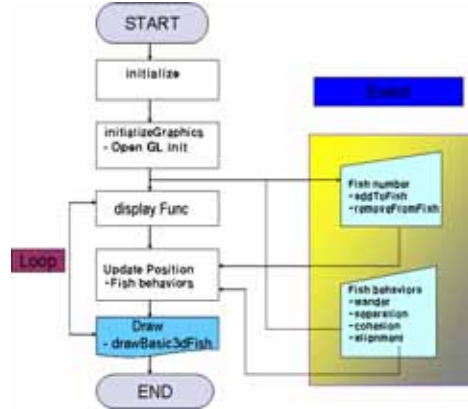 START
initialize
initializeGraphics
- Open GL init
display Func
Loop
Update Position
-Fish behaviors
Draw
- drawBasic3dFish
END
Event
Fish number
-addToFish
-removeFromFish
Fish behaviors
-wander
-separation
-cohesion
-alignment